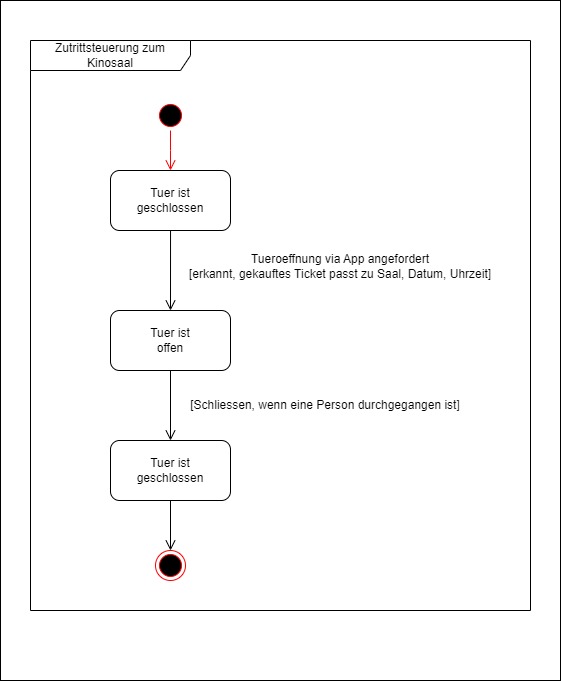 Zutrittsteuerung zum
Kinosaal
Tuer ist
geschlossen
Tueroeffnung via App angefordert
[erkannt, gekauftes Ticket passt zu Saal, Datum, Uhrzeit]
Tuer ist
offen
[Schliessen, wenn eine Person durchgegangen ist]
Tuer ist
geschlossen